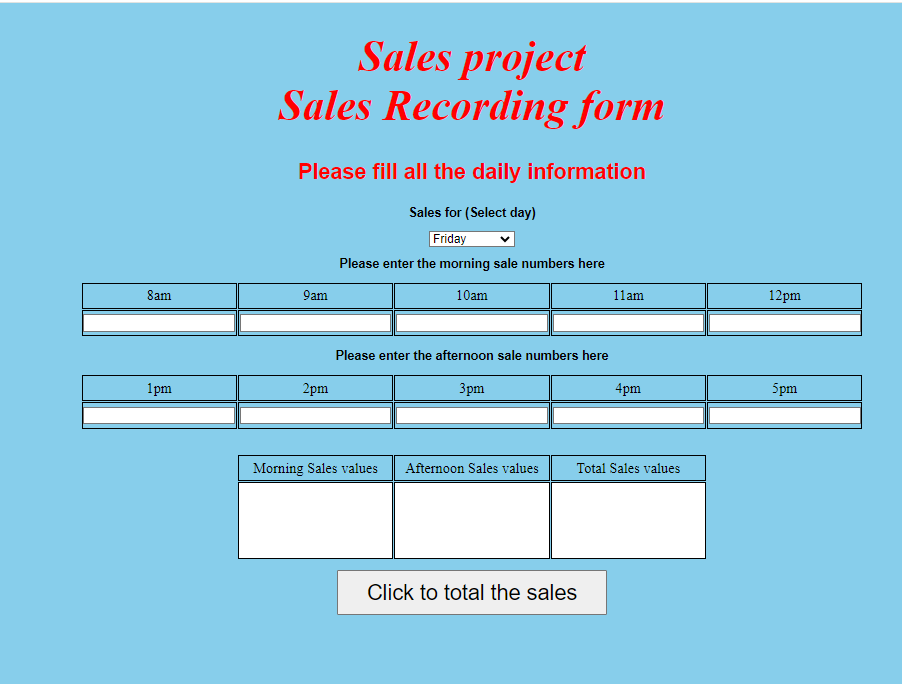 Sales project
Sales Recording form
Please fill all the daily information
Sales for (Select day)
Friday
Please enter the morning sale numbers here
8am 9am 10am 11am 12pm
Please enter the afternoon sale numbers here
1pm 2pm 3pm 4pm 5pm
Morning Sales values Afternoon Sales values Total Sales values
Click to total the sales